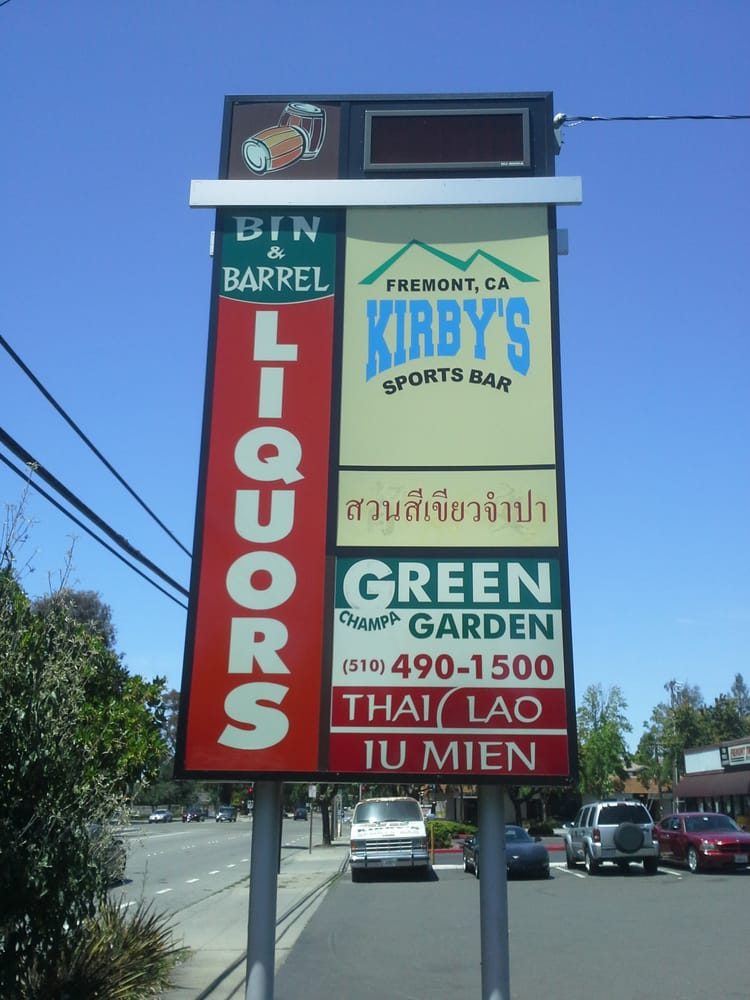 BIN
&
BARREL
LIQUORS
FREMONT, CA
KIRBY'S
SPORTS BAR
สวนสีเขียวจำปา
GREEN
CHAMPA
GARDEN
(510) 490-1500
THAI LAO
IU MIEN
KIRBY'S